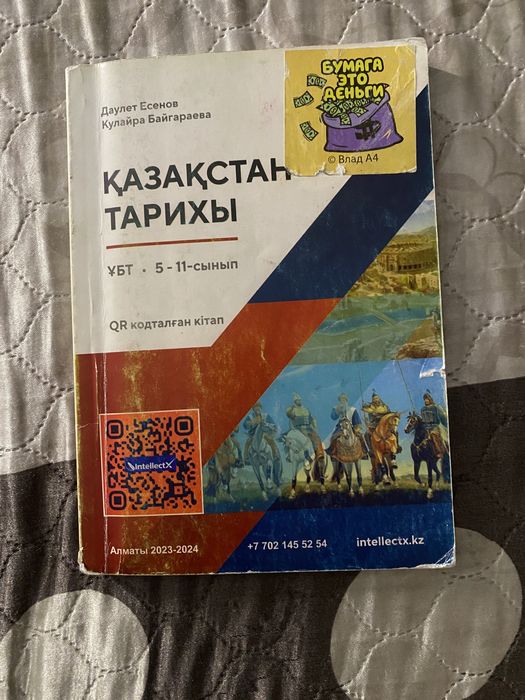 Даулет Есенов
Кулайра Байгараева
БУМАГА
ЭТО
ДЕНЬГИ
© Влад А4
ҚАЗАҚСТАН
ТАРИХЫ
ҰБТ • 5 - 11-сынып
QR кодталған кітап
intellectX
Алматы 2023-2024
+7 702 145 52 54
intellectx.kz